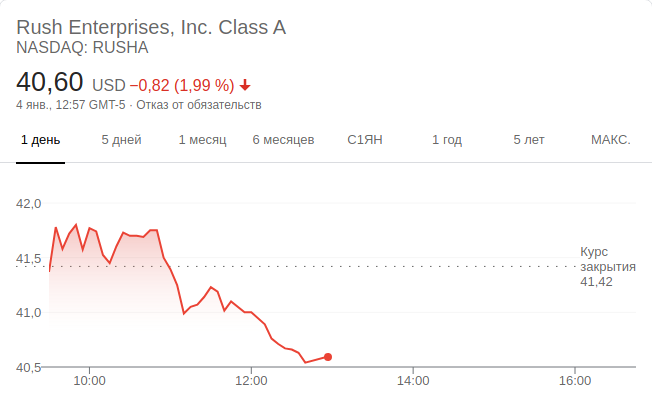 Rush Enterprises, Inc. Class A
NASDAQ: RUSHA
40,60 USD −0,82 (1,99 %)
4 янв., 12:57 GMT-5 · Отказ от обязательств
1 день 5 дней 1 месяц 6 месяцев С1ЯН 1 год 5 лет МАКС.
42,0
41,5
41,0
40,5
Курс
закрытия
41,42
10:00 12:00 14:00 16:00